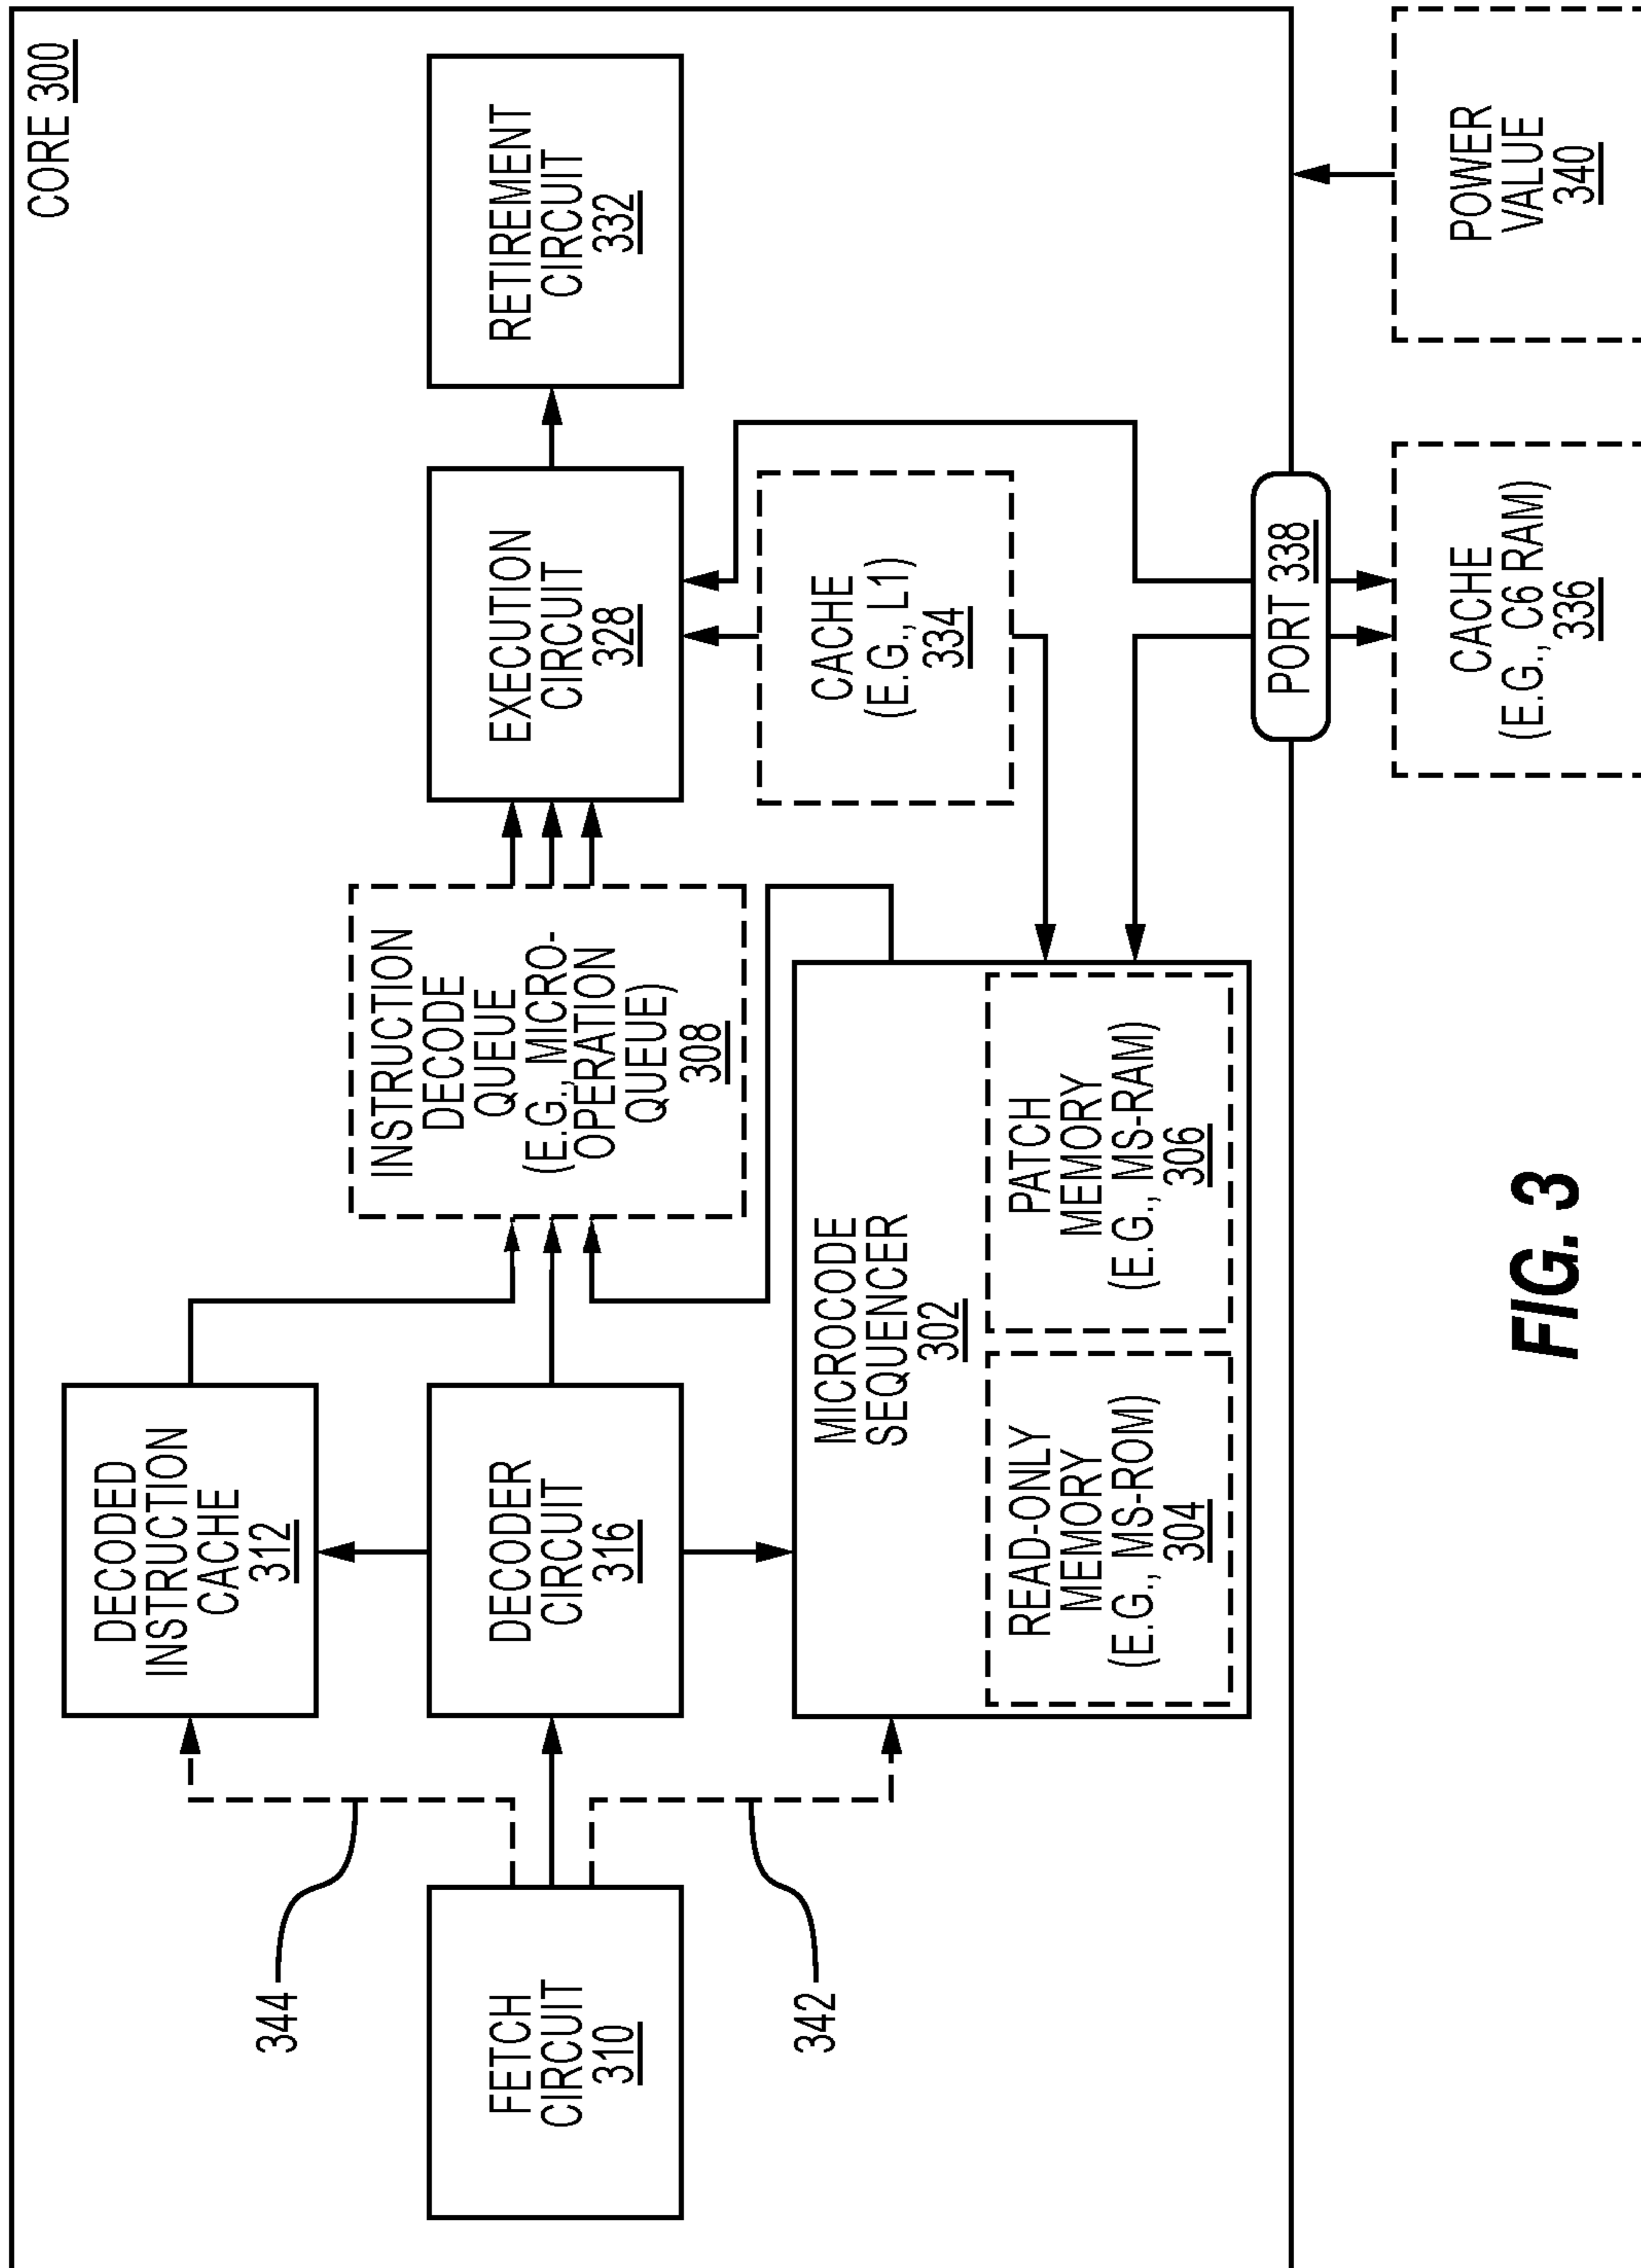 CORE 300
DECODED
INSTRUCTION
CACHE
312
344
FETCH
CIRCUIT
310
DECODER
CIRCUIT
316
INSTRUCTION
DECODE
QUEUE
(E.G., MICRO-
OPERATION
QUEUE)
308
EXECUTION
CIRCUIT
328
RETIREMENT
CIRCUIT
332
342
MICROCODE
SEQUENCER
302
READ-ONLY
MEMORY
(E.G., MS-ROM)
304
PATCH
MEMORY
(E.G., MS-RAM)
306
CACHE
(E.G., L1)
334
PORT 338
CACHE
(E.G., C6 RAM)
336
POWER
VALUE
340
FIG. 3